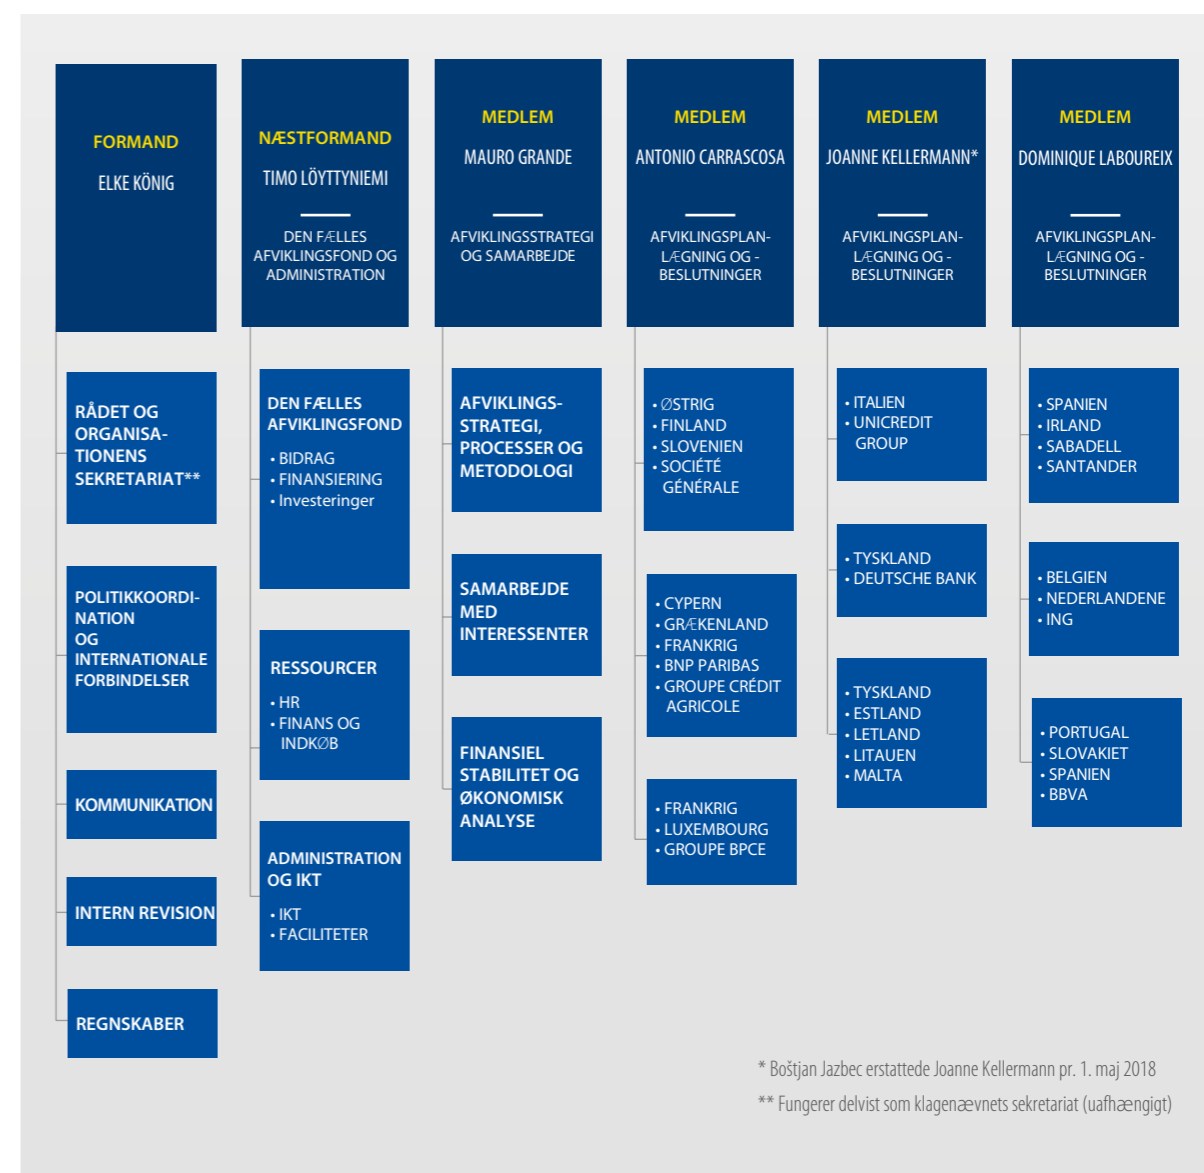 FORMAND
ELKE KÖNIG
RÅDET OG
ORGANISA-
TIONENS
SEKRETARIAT**
POLITIKKOORDI-
NATION
OG
INTERNATIONALE
FORBINDELSER
KOMMUNIKATION
INTERN REVISION
REGNSKABER
NÆSTFORMAND
TIMO LÖYTTYNIEMI
DEN FÆLLES
AFVIKLINGSFOND OG
ADMINISTRATION
DEN FÆLLES
AFVIKLINGSFOND
• BIDRAG
• FINANSIERING
• Investeringer
RESSOURCER
• HR
• FINANS OG
INDKØB
ADMINISTRATION
OG IKT
• IKT
• FACILITETER
MEDLEM
MAURO GRANDE
AFVIKLINGSSTRATEGI
OG SAMARBEJDE
AFVIKLINGS-
STRATEGI,
PROCESSER OG
METODOLOGI
SAMARBEJDE
MED
INTERESSENTER
FINANSIEL
STABILITET OG
ØKONOMISK
ANALYSE
MEDLEM
ANTONIO CARRASCOSA
AFVIKLINGSPLAN-
LÆGNING OG -
BESLUTNINGER
• ØSTRIG
• FINLAND
• SLOVENIEN
• SOCIÉTÉ
GÉNÉRALE
• CYPERN
• GRÆKENLAND
• FRANKRIG
• BNP PARIBAS
• GROUPE CRÉDIT
AGRICOLE
• FRANKRIG
• LUXEMBOURG
• GROUPE BPCE
MEDLEM
JOANNE KELLERMANN*
AFVIKLINGSPLAN-
LÆGNING OG -
BESLUTNINGER
• ITALIEN
• UNICREDIT
GROUP
• TYSKLAND
• DEUTSCHE BANK
• TYSKLAND
• ESTLAND
• LETLAND
• LITAUEN
• MALTA
MEDLEM
DOMINIQUE LABOUREIX
AFVIKLINGSPLAN-
LÆGNING OG -
BESLUTNINGER
• SPANIEN
• IRLAND
• SABADELL
• SANTANDER
• BELGIEN
• NEDERLANDENE
• ING
• PORTUGAL
• SLOVAKIET
• SPANIEN
• BBVA
* Boštjan Jazbec erstattede Joanne Kellermann pr. 1. maj 2018
** Fungerer delvist som klagenævnets sekretariat (uafhængigt)